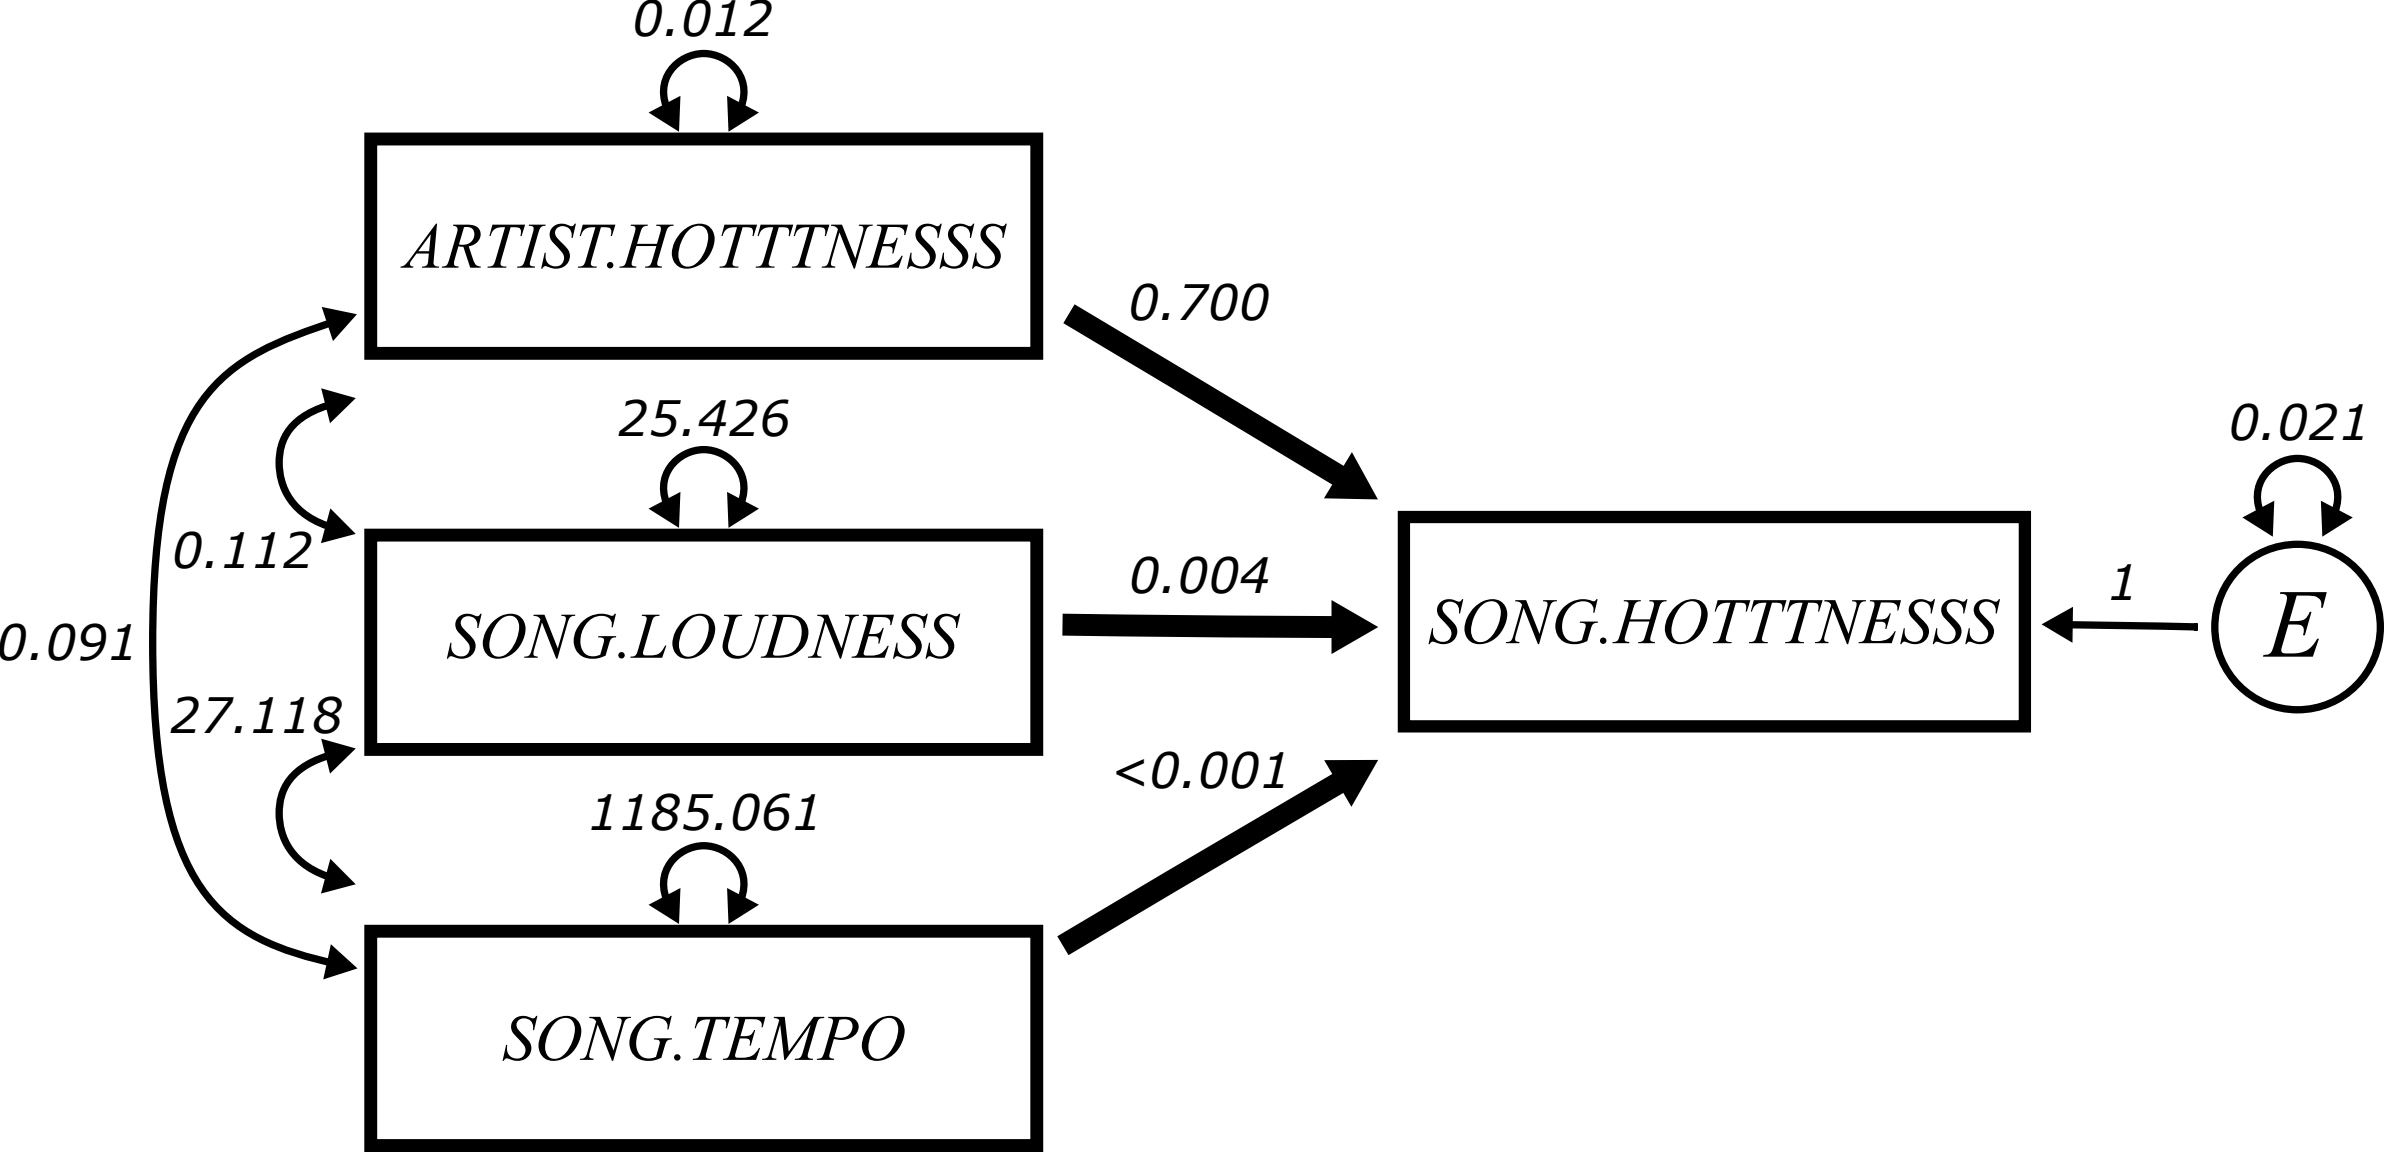 0.012
ARTIST.HOTTTNESSS
0.700
25.426
0.021
0.112
0.004
1
SONG.LOUDNESS
SONG.HOTTTNESSS
E
0.091
27.118
<0.001
1185.061
SONG.TEMPO